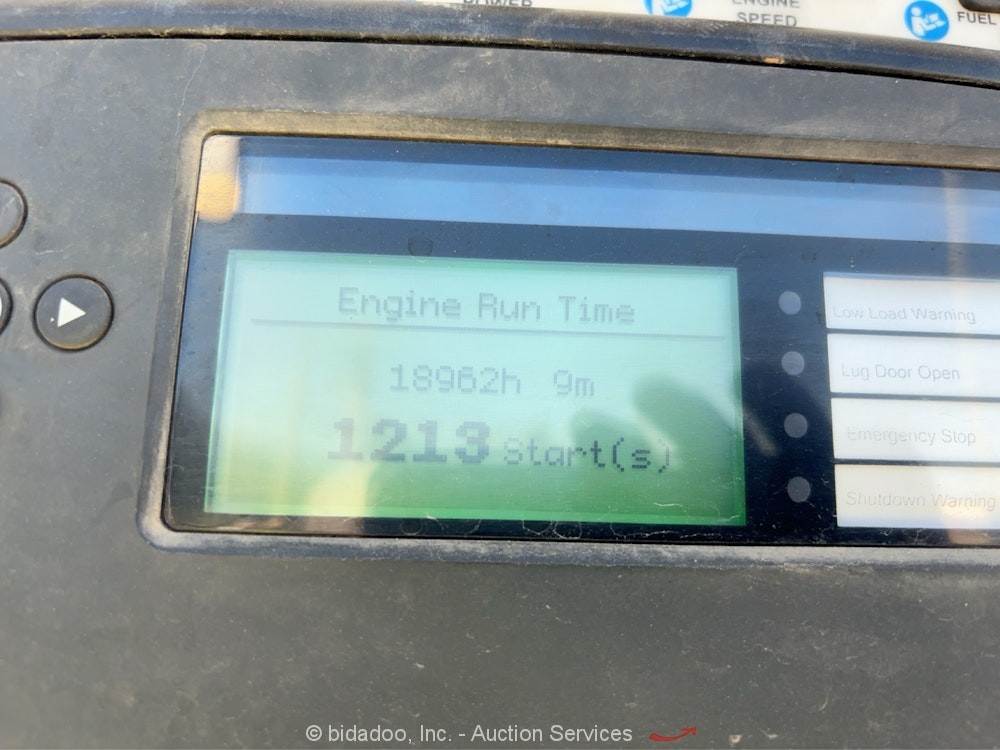 POWER
ENGINE
SPEED
FUEL
Engine Run Time
18962h 9m
1213 Start(s)
Low Load Warning
Lug Door Open
Emergency Stop
Shutdown Warning
© bidadoo, Inc. - Auction Services